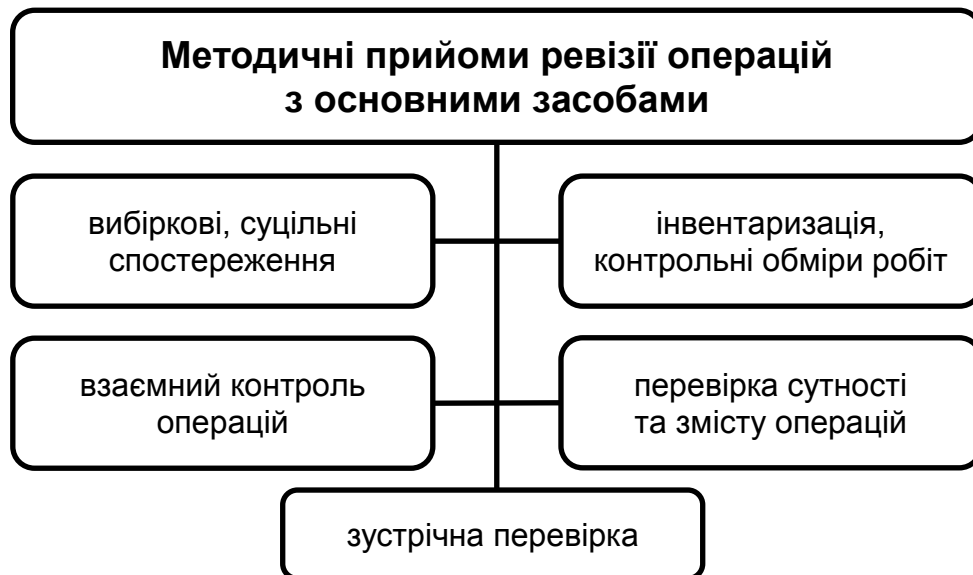 Методичні прийоми ревізії операцій
з основними засобами
вибіркові, суцільні
спостереження
інвентаризація,
контрольні обміри робіт
взаємний контроль
операцій
перевірка сутності
та змісту операцій
зустрічна перевірка